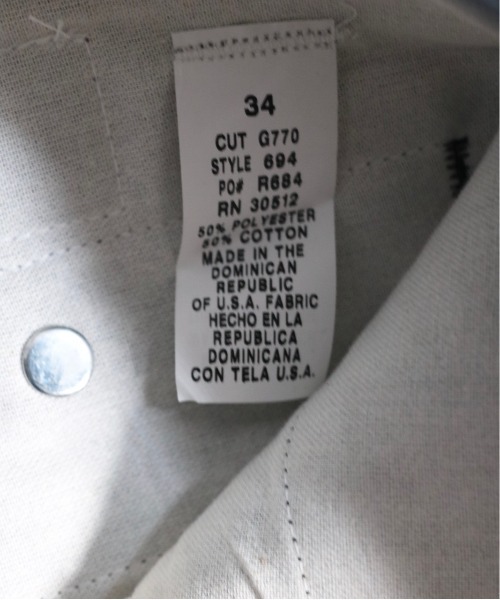 34
CUT G770
STYLE 694
PO# R684
RN 30512
50% POLYESTER
50% COTTON
MADE IN THE
DOMINICAN
REPUBLIC
OF U.S.A. FABRIC
HECHO EN LA
REPUBLICA
DOMINICANA
CON TELA U.S.A.